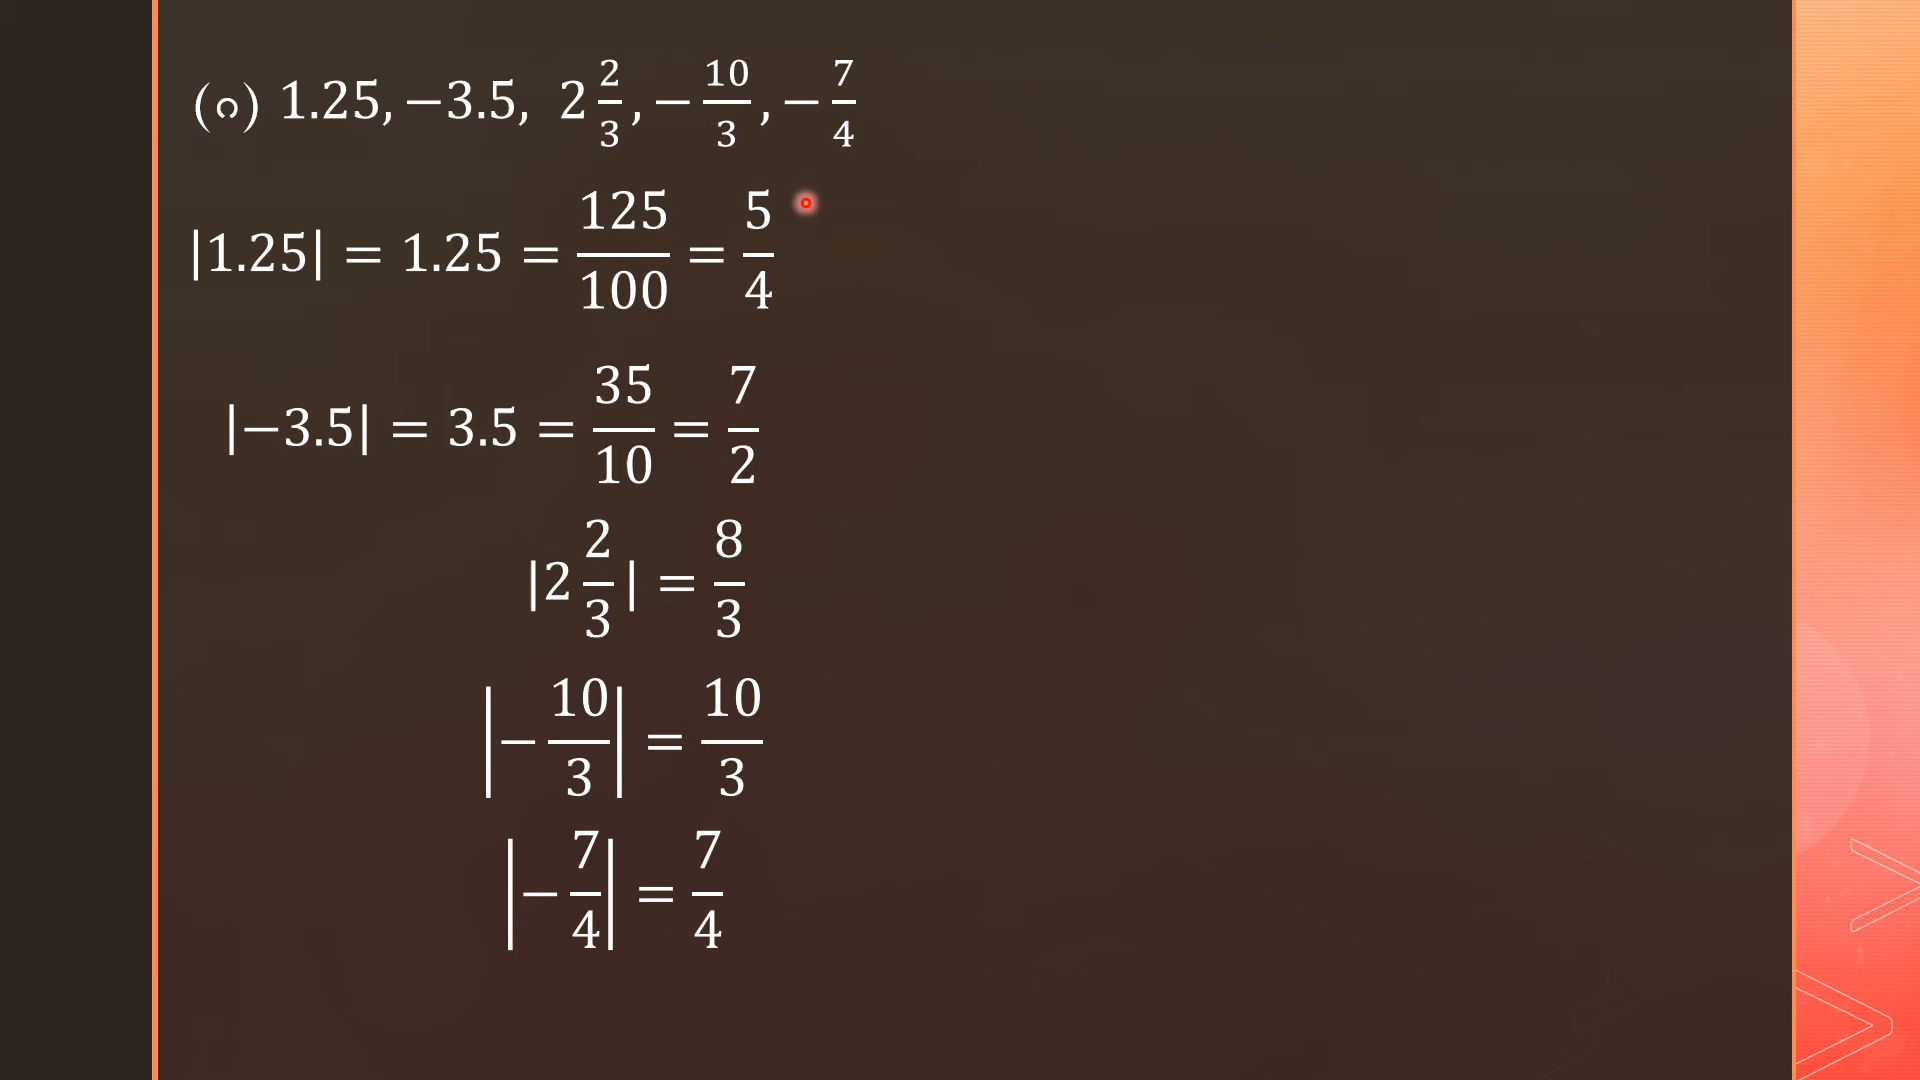 (ဂ) 1.25, −3.5, 2 2/3, − 10/3, − 7/4
|1.25| = 1.25 = 125/100 = 5/4
|−3.5| = 3.5 = 35/10 = 7/2
|2 2/3| = 8/3
|− 10/3| = 10/3
|− 7/4| = 7/4